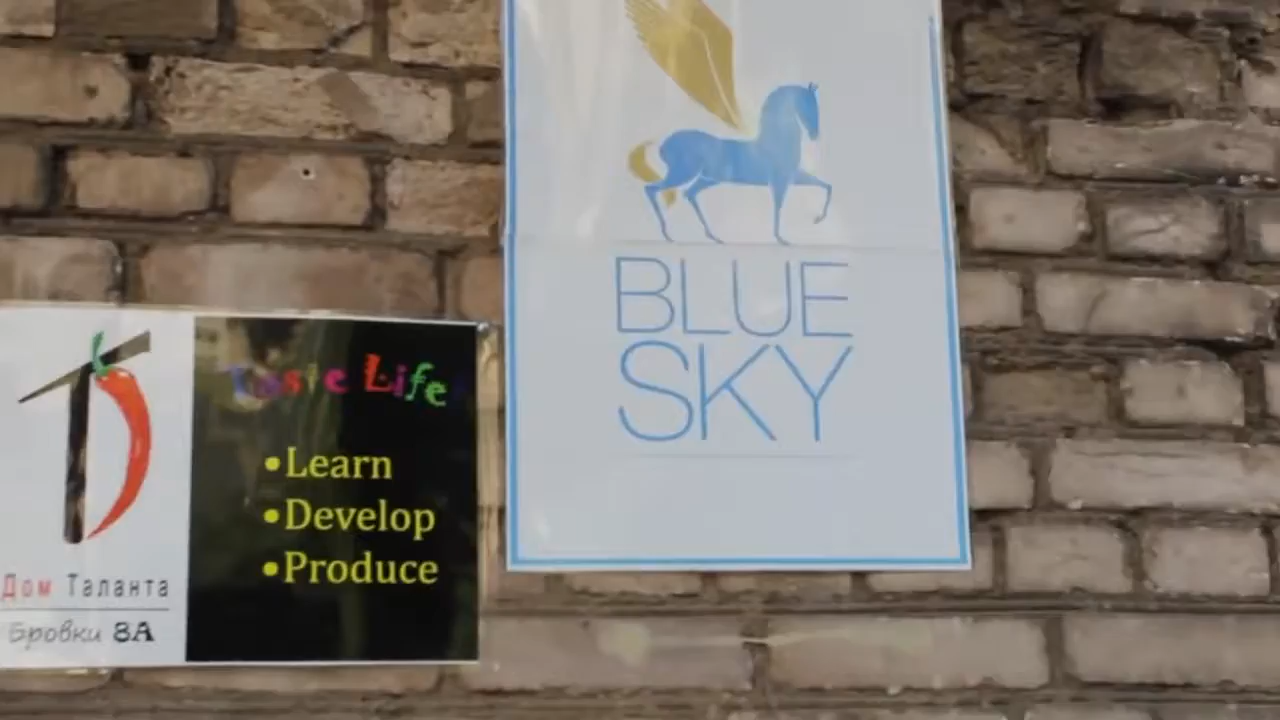 Taste Life
• Learn
• Develop
• Produce
Дом Таланта
Бровки 8А
BLUE
SKY